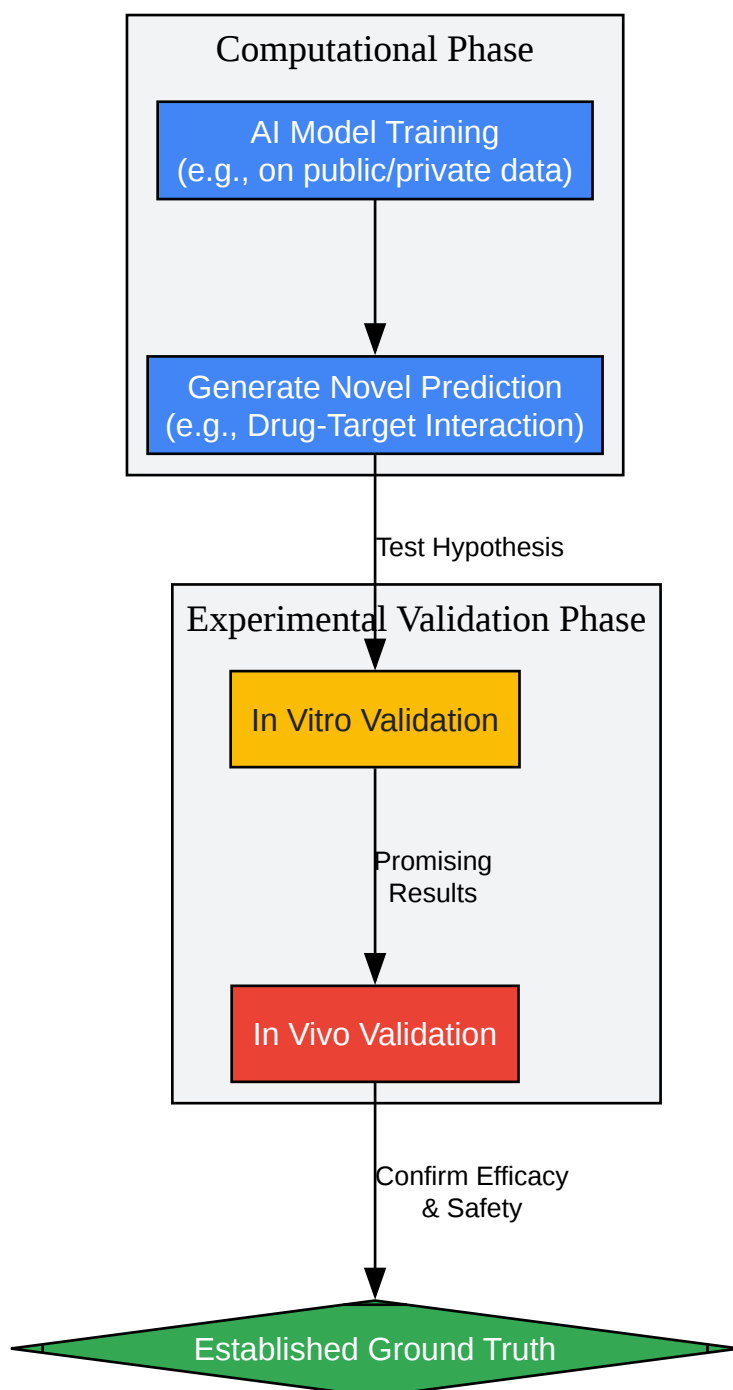 Computational Phase
AI Model Training
(e.g., on public/private data)
Generate Novel Prediction
(e.g., Drug-Target Interaction)
Test Hypothesis
Experimental Validation Phase
In Vitro Validation
Promising
Results
In Vivo Validation
Confirm Efficacy
& Safety
Established Ground Truth